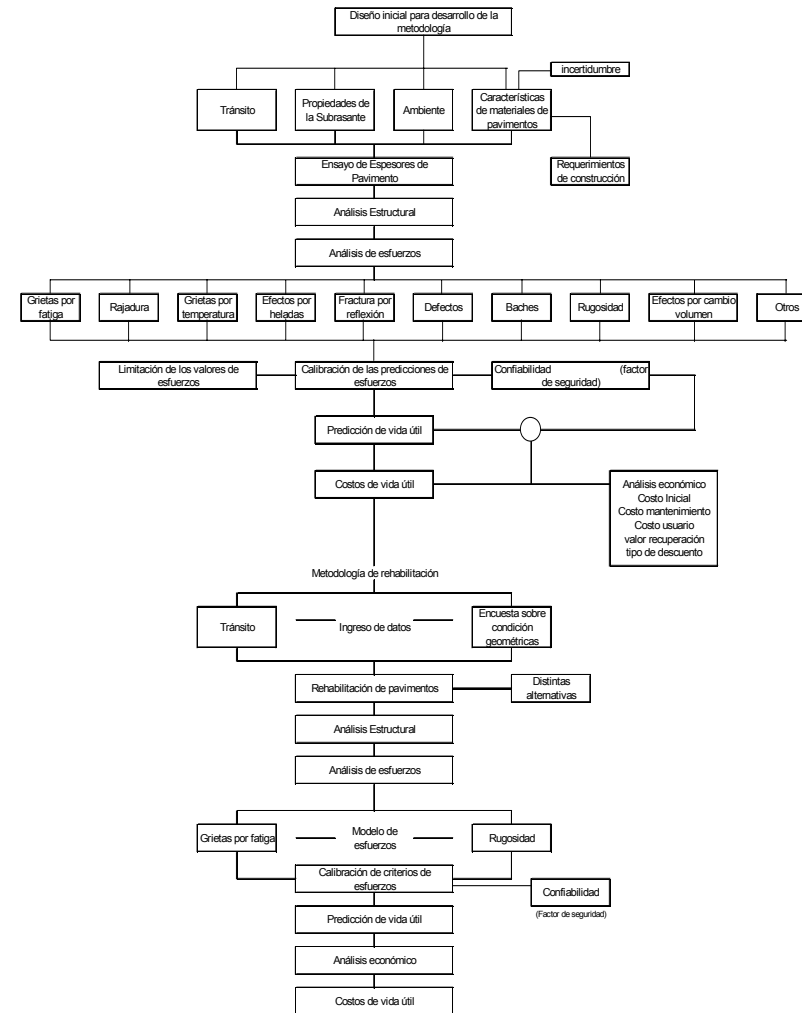 Diseño inicial para desarrollo de la
metodología
incertidumbre
Tránsito
Propiedades de
la Subrasante
Ambiente
Características
de materiales de
pavimentos
Ensayo de Espesores de
Pavimento
Requerimientos
de construcción
Análisis Estructural
Análisis de esfuerzos
Grietas por
fatiga
Rajadura
Grietas por
temperatura
Efectos por
heladas
Fractura por
reflexión
Defectos
Baches
Rugosidad
Efectos por cambio
volumen
Otros
Limitación de los valores de
esfuerzos
Calibración de las predicciones de
esfuerzos
Confiabilidad (factor
de seguridad)
Predicción de vida útil
Costos de vida útil
Análisis económico
Costo Inicial
Costo mantenimiento
Costo usuario
valor recuperación
tipo de descuento
Metodología de rehabilitación
Tránsito
Ingreso de datos
Encuesta sobre
condición
geométricas
Rehabilitación de pavimentos
Distintas
alternativas
Análisis Estructural
Análisis de esfuerzos
Grietas por fatiga
Modelo de
esfuerzos
Rugosidad
Calibración de criterios de
esfuerzos
Confiabilidad
(Factor de seguridad)
Predicción de vida útil
Análisis económico
Costos de vida útil